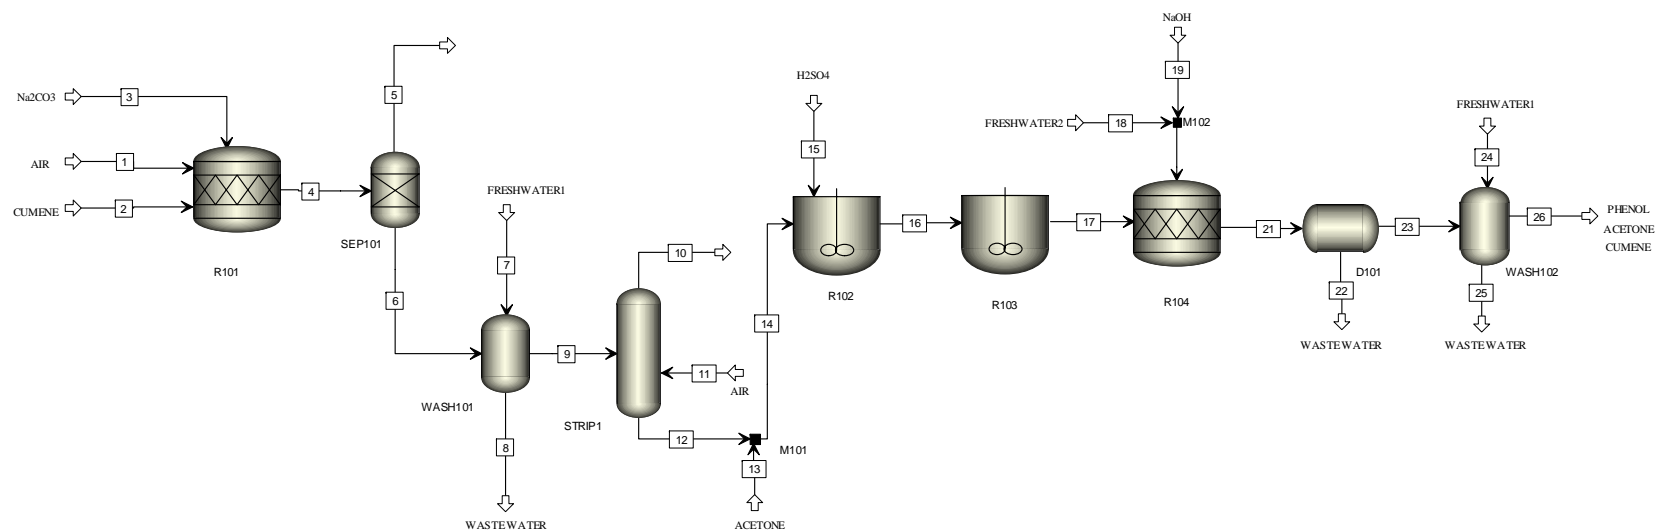 NaOH
19
H2SO4
5
Na2CO3
3
FRESHWATER1
FRESHWATER2
18
M102
15
24
AIR
1
4
CUMENE
2
FRESHWATER1
16
17
21
23
26
PHENOL
ACETONE
CUMENE
SEP101
R101
7
10
D101
WASH102
R102
R103
R104
22
25
6
14
WASTEWATER
WASTEWATER
9
11
AIR
WASH101
STRIP1
8
12
M101
13
WASTEWATER
ACETONE